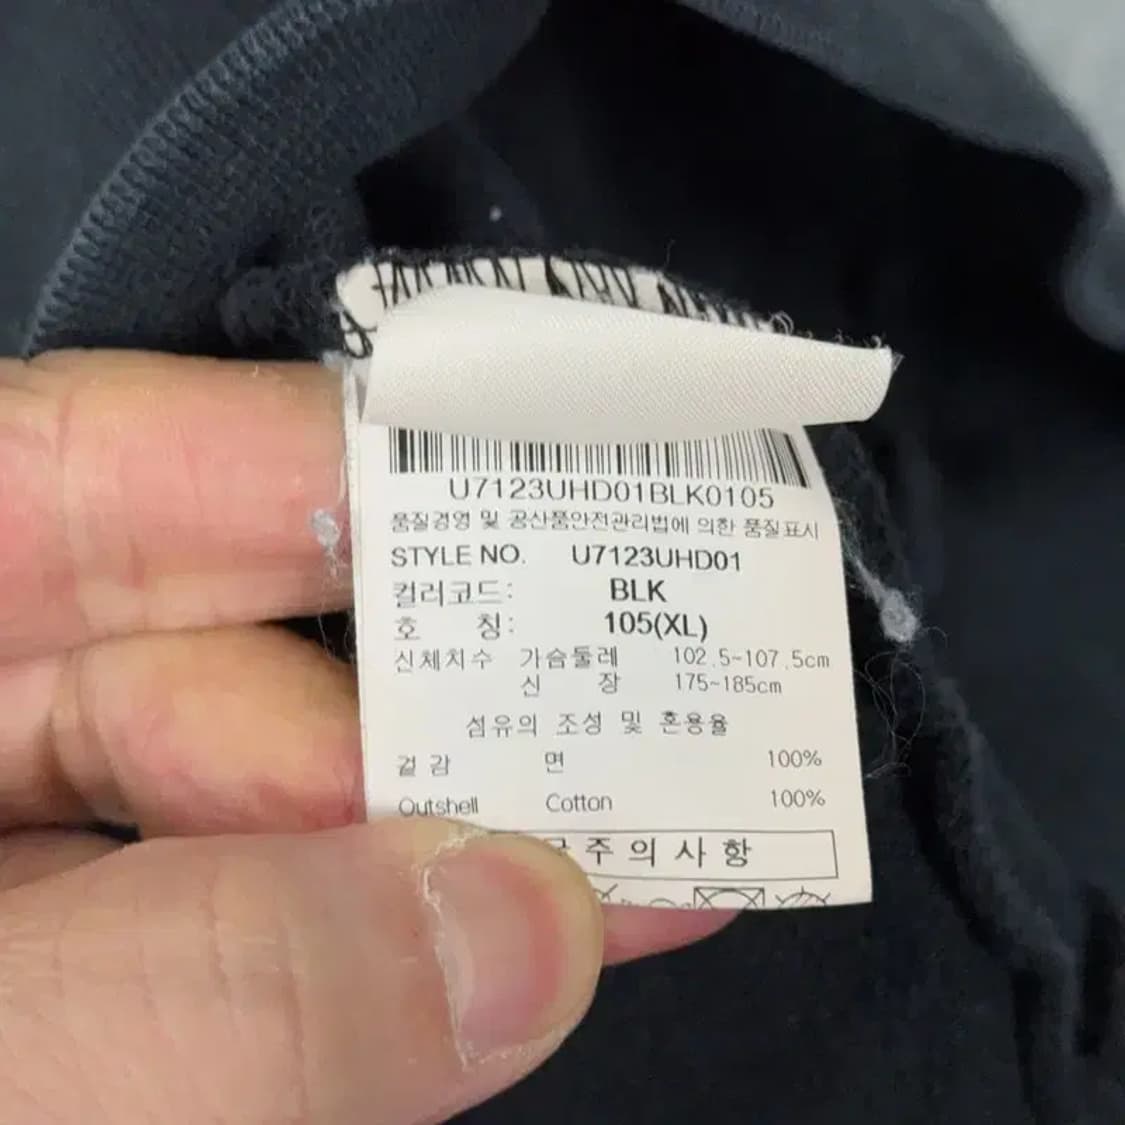 U7123UHD01BLK0105
품질경영 및 공산품안전관리법에 의한 품질표시
STYLE NO. U7123UHD01
컬러코드: BLK
호 칭: 105(XL)
신체치수 가슴둘레 102.5~107.5cm
신 장 175~185cm
섬유의 조성 및 혼용율
겉감 면 100%
Outshell Cotton 100%
주의사항